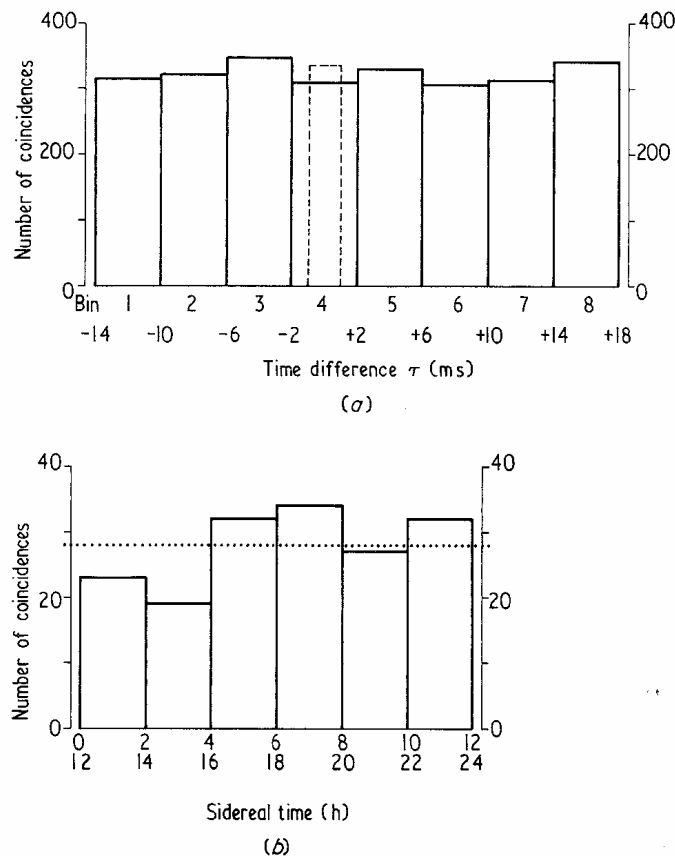 400
400
Number of coincidences
200
200
0
0
Bin 1 2 3 4 5 6 7 8
-14 -10 -6 -2 +2 +6 +10 +14 +18
Time difference τ (ms)
(a)
40
40
Number of coincidences
20
20
0
0
0 2 4 6 8 10 12
12 14 16 18 20 22 24
Sidereal time (h)
(b)